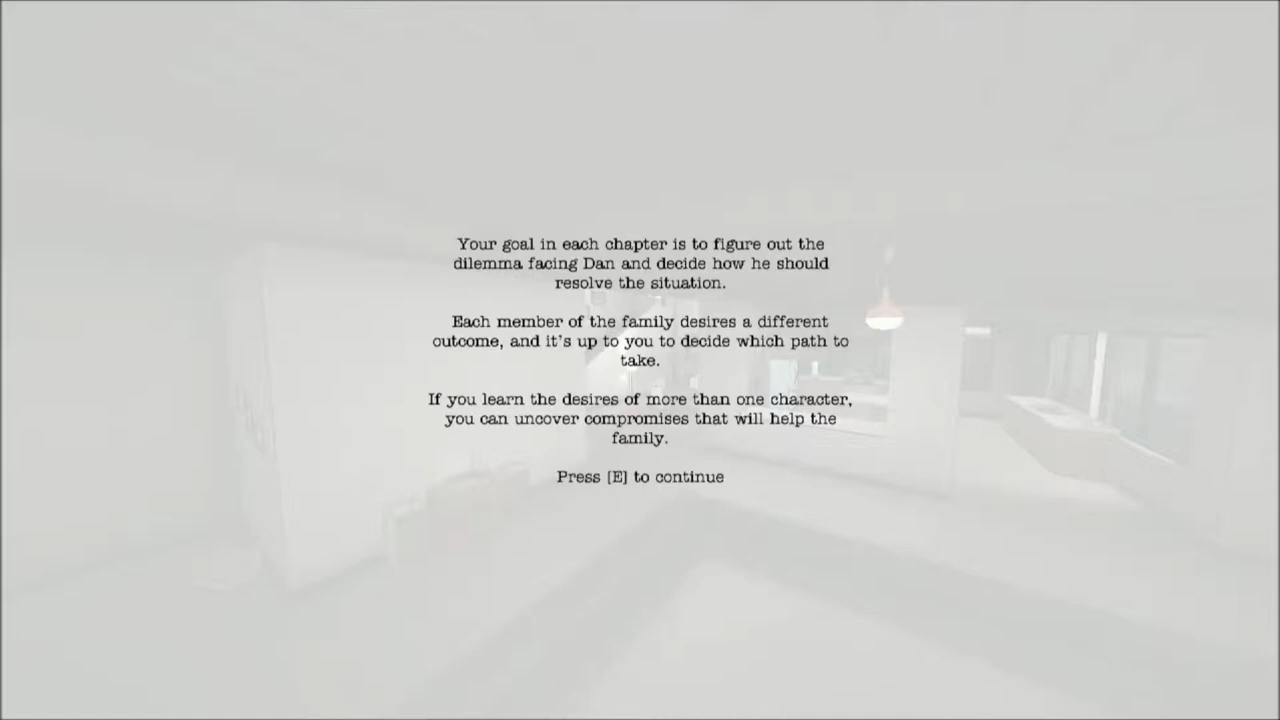 Your goal in each chapter is to figure out the
dilemma facing Dan and decide how he should
resolve the situation.
Each member of the family desires a different
outcome, and it's up to you to decide which path to
take.
If you learn the desires of more than one character,
you can uncover compromises that will help the
family.
Press [E] to continue